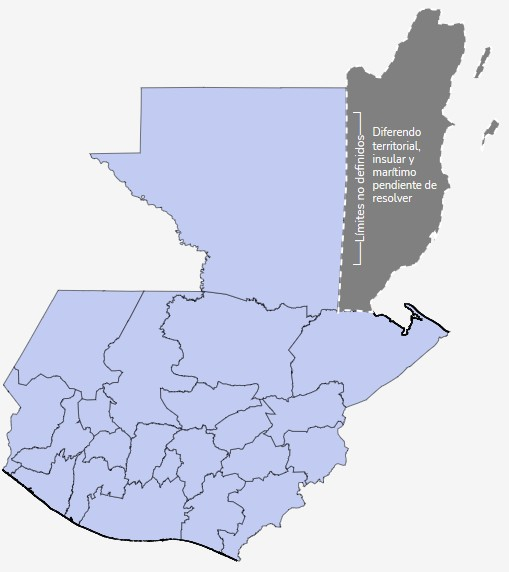 Límites no definidos
Diferendo
territorial,
insular y
marítimo
pendiente de
resolver